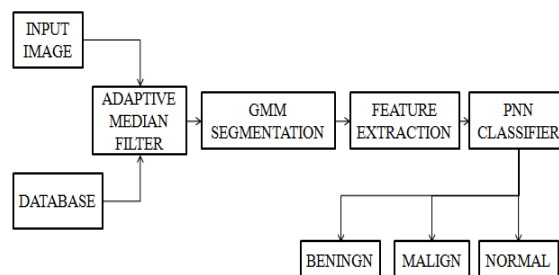 INPUT
IMAGE
ADAPTIVE
MEDIAN
FILTER
GMM
SEGMENTATION
FEATURE
EXTRACTION
PNN
CLASSIFIER
DATABASE
BENINGN
MALIGN
NORMAL